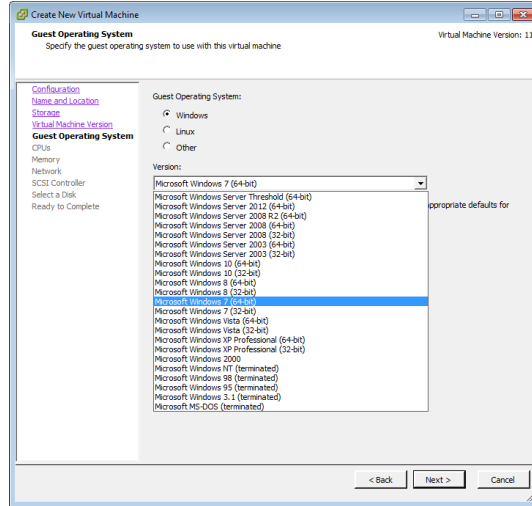 Create New Virtual Machine
Guest Operating System
Specify the guest operating system to use with this virtual machine
Virtual Machine Version: 11
Configuration
Name and Location
Storage
Virtual Machine Version
Guest Operating System
CPUs
Memory
Network
SCSI Controller
Select a Disk
Ready to Complete
Guest Operating System:
Windows
Linux
Other
Version:
Microsoft Windows 7 (64-bit)
Microsoft Windows Server Threshold (64-bit)
Microsoft Windows Server 2012 (64-bit)
Microsoft Windows Server 2008 R2 (64-bit)
Microsoft Windows Server 2008 (64-bit)
Microsoft Windows Server 2008 (32-bit)
Microsoft Windows Server 2003 (64-bit)
Microsoft Windows Server 2003 (32-bit)
Microsoft Windows 10 (64-bit)
Microsoft Windows 10 (32-bit)
Microsoft Windows 8 (64-bit)
Microsoft Windows 8 (32-bit)
Microsoft Windows 7 (64-bit)
Microsoft Windows 7 (32-bit)
Microsoft Windows Vista (64-bit)
Microsoft Windows Vista (32-bit)
Microsoft Windows XP Professional (64-bit)
Microsoft Windows XP Professional (32-bit)
Microsoft Windows 2000
Microsoft Windows NT (terminated)
Microsoft Windows 98 (terminated)
Microsoft Windows 95 (terminated)
Microsoft Windows 3.1 (terminated)
Microsoft MS-DOS (terminated)
appropriate defaults for
< Back
Next >
Cancel